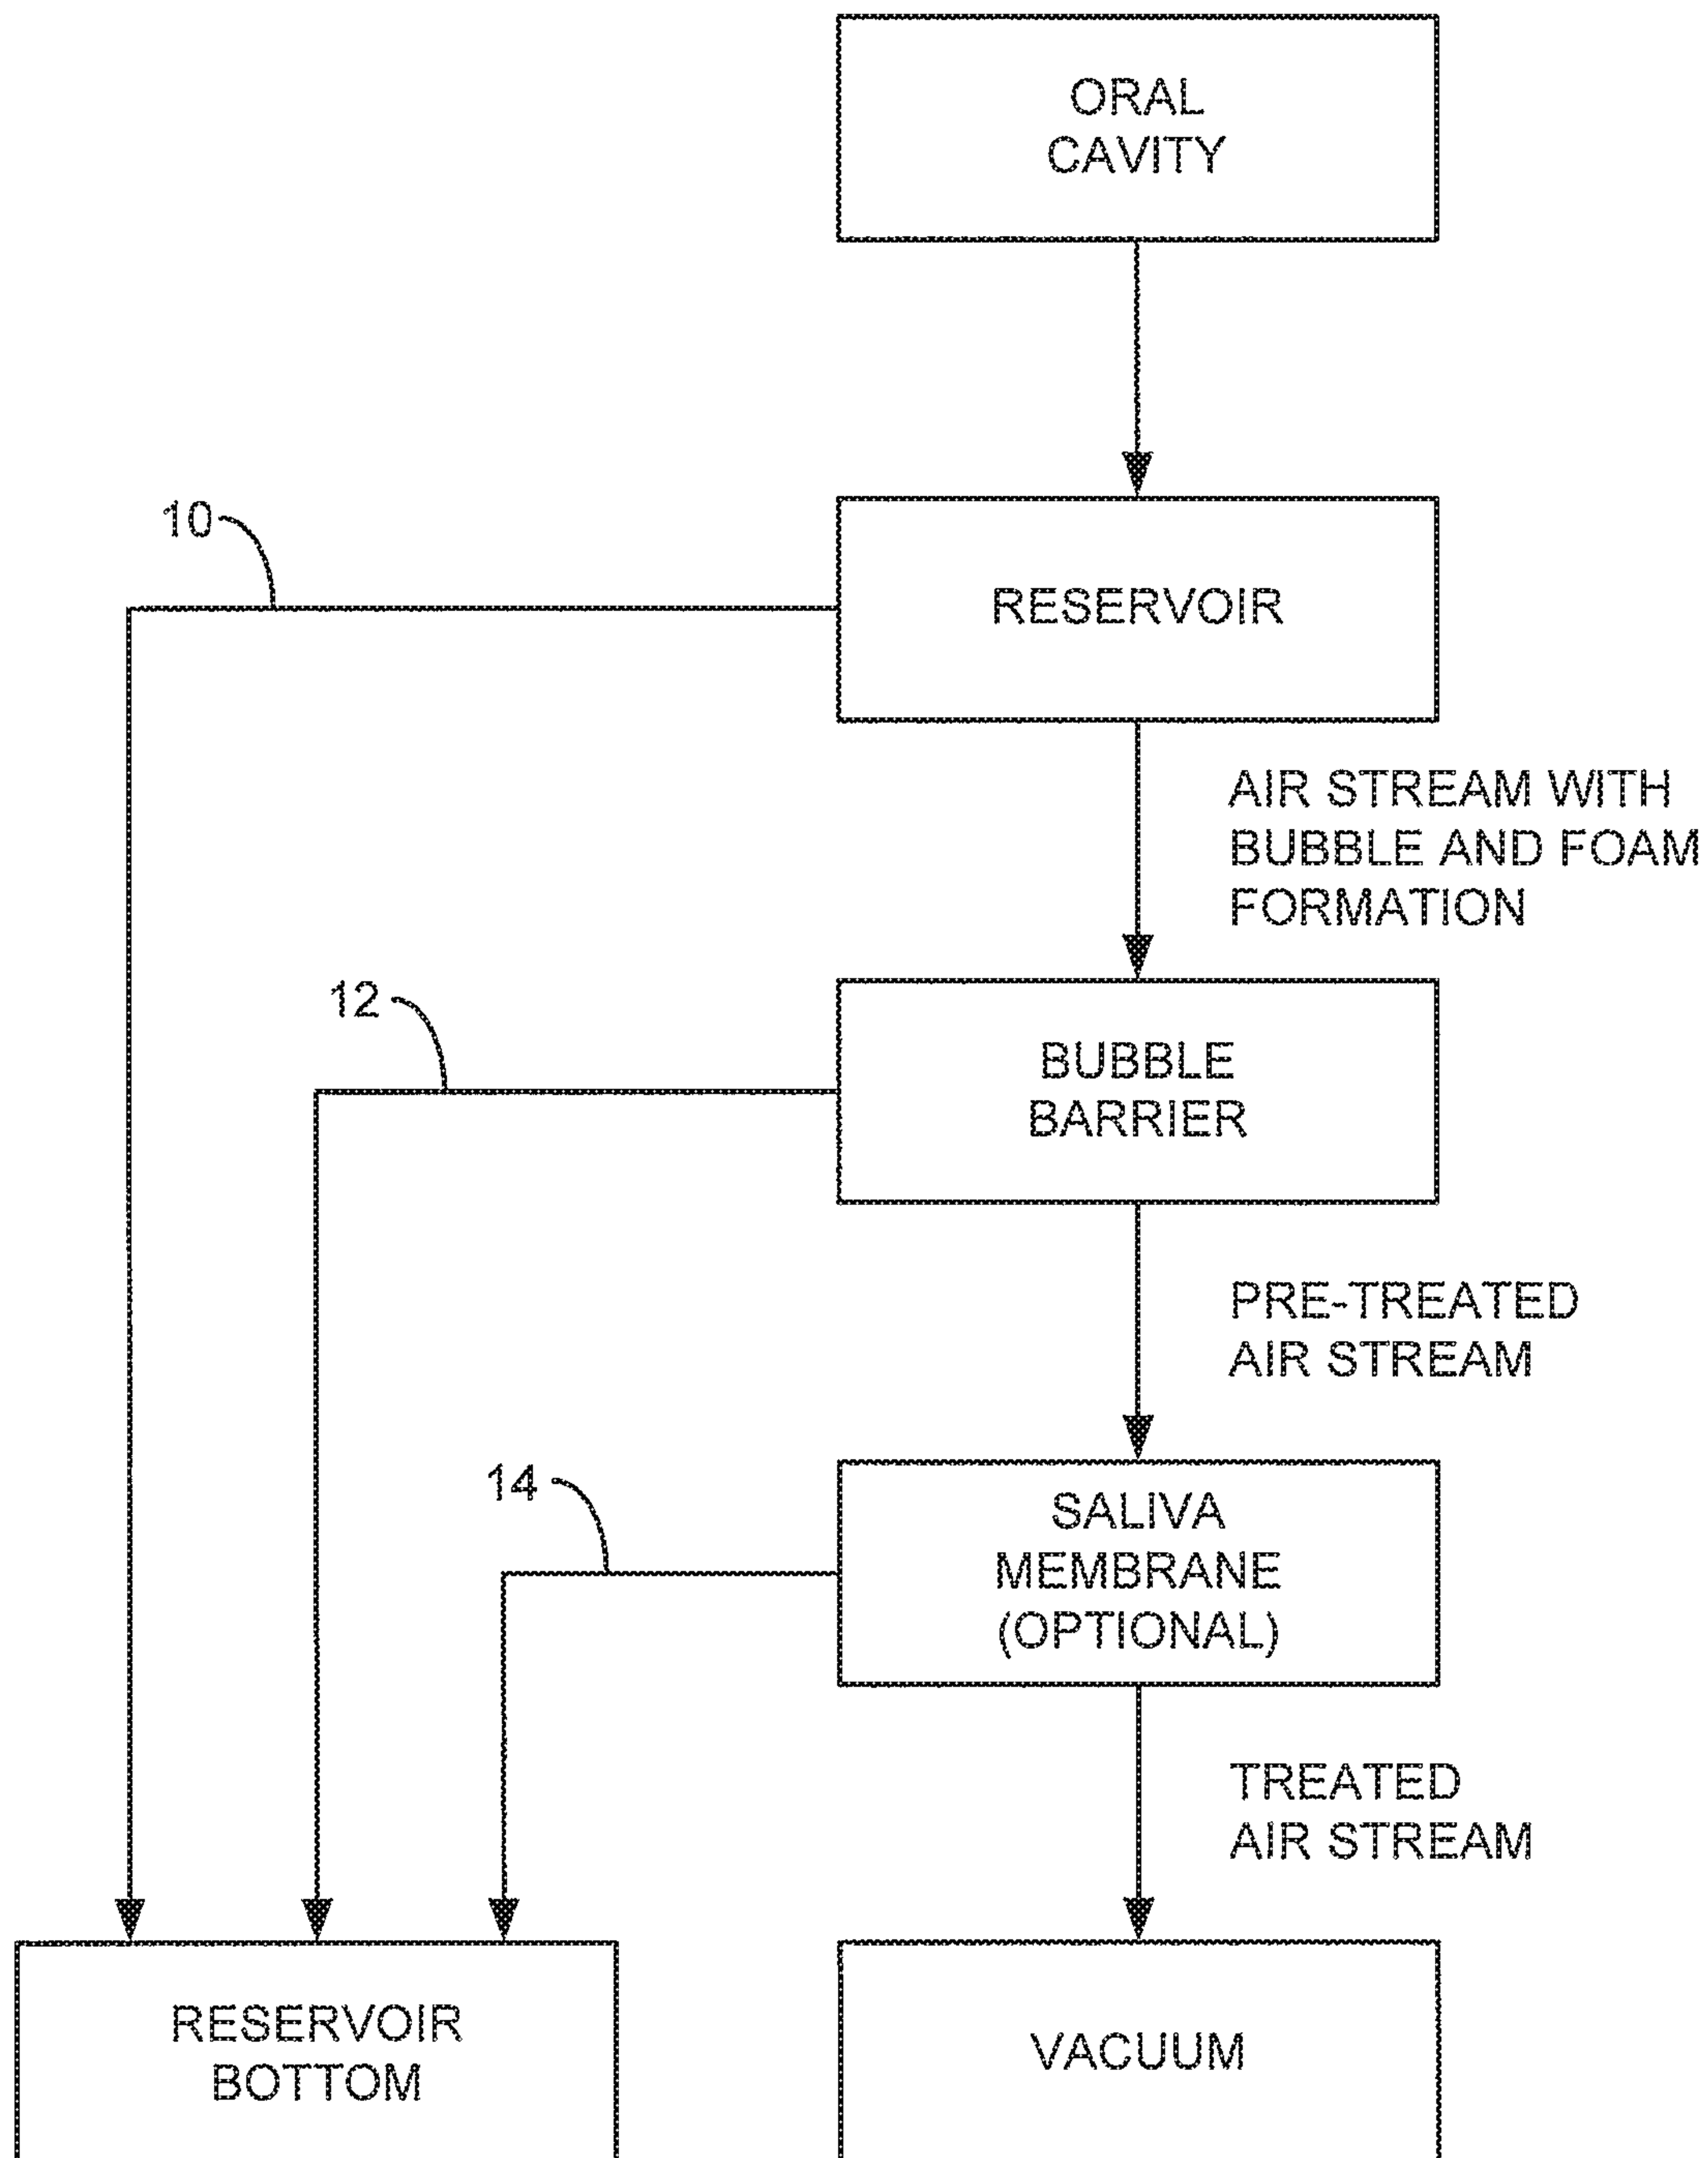 ORAL
CAVITY
10
RESERVOIR
AIR STREAM WITH
BUBBLE AND FOAM
FORMATION
12
BUBBLE
BARRIER
PRE-TREATED
AIR STREAM
14
SALIVA
MEMBRANE
(OPTIONAL)
TREATED
AIR STREAM
RESERVOIR
BOTTOM
VACUUM